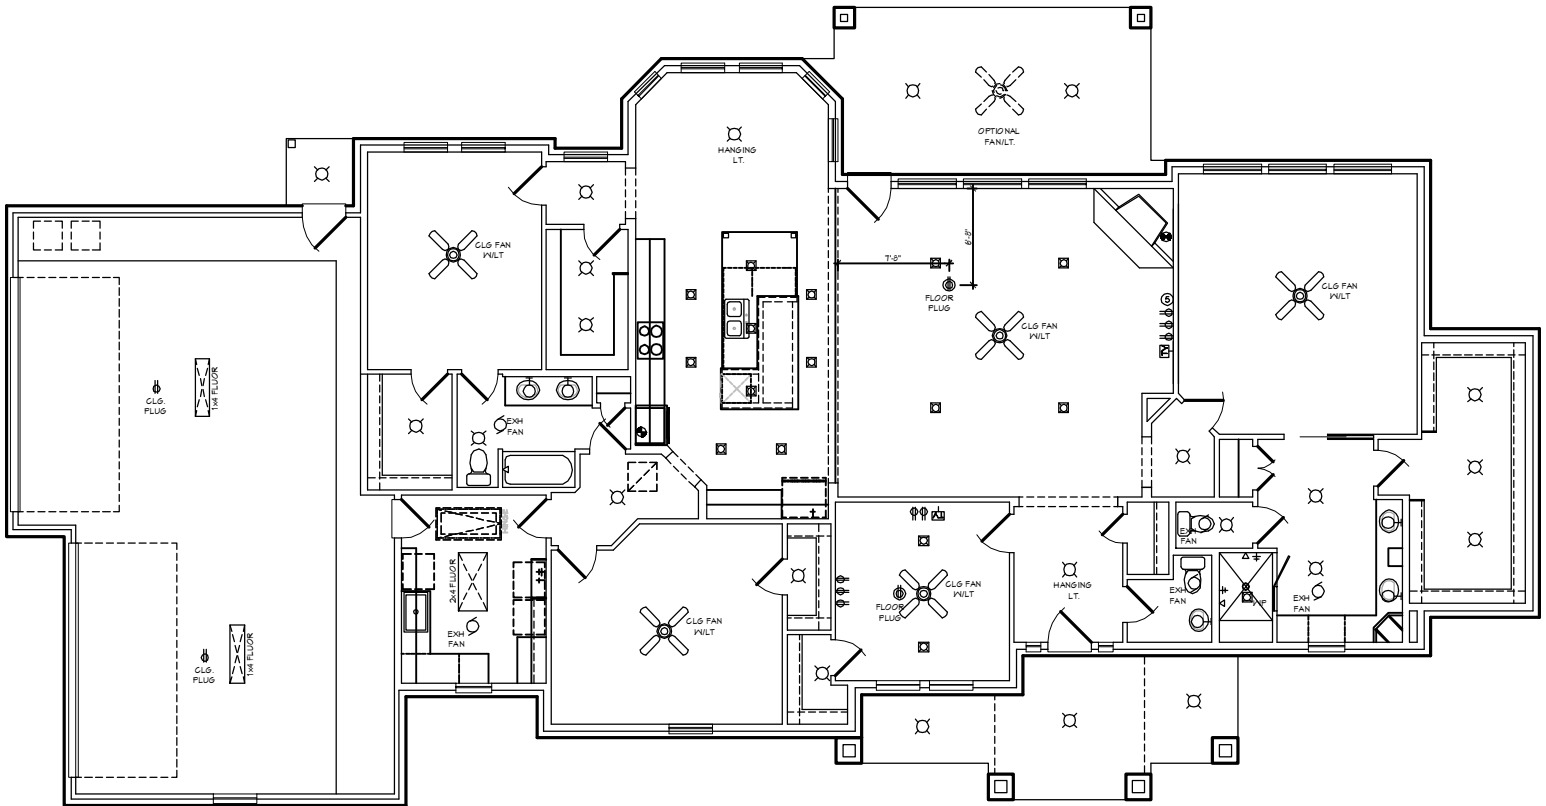 OPTIONAL
FAN/LT.
HANGING
LT.
CLG FAN
W/LT
6'-8"
7'-8"
FLOOR
PLUG
CLG FAN
W/LT
CLG FAN
W/LT
5
CLG.
PLUG
1x4 FLUOR
EXH
FAN
2x4 FLUOR
EXH
FAN
CLG.
PLUG
1x4 FLUOR
CLG FAN
W/LT
FLOOR
PLUG
CLG FAN
W/LT
HANGING
LT.
EXH
FAN
EXH
FAN
EXH
FAN